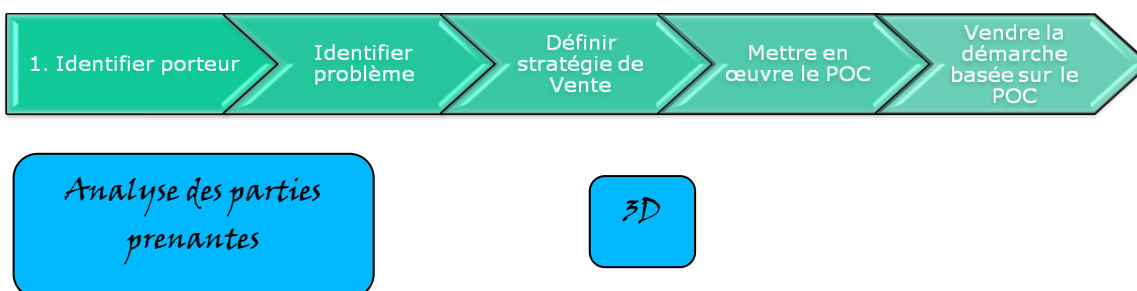 1. Identifier porteur
Identifier
problème
Définir
stratégie de
Vente
Mettre en
œuvre le POC
Vendre la
démarche
basée sur le
POC
Analyse des parties
prenantes
3D